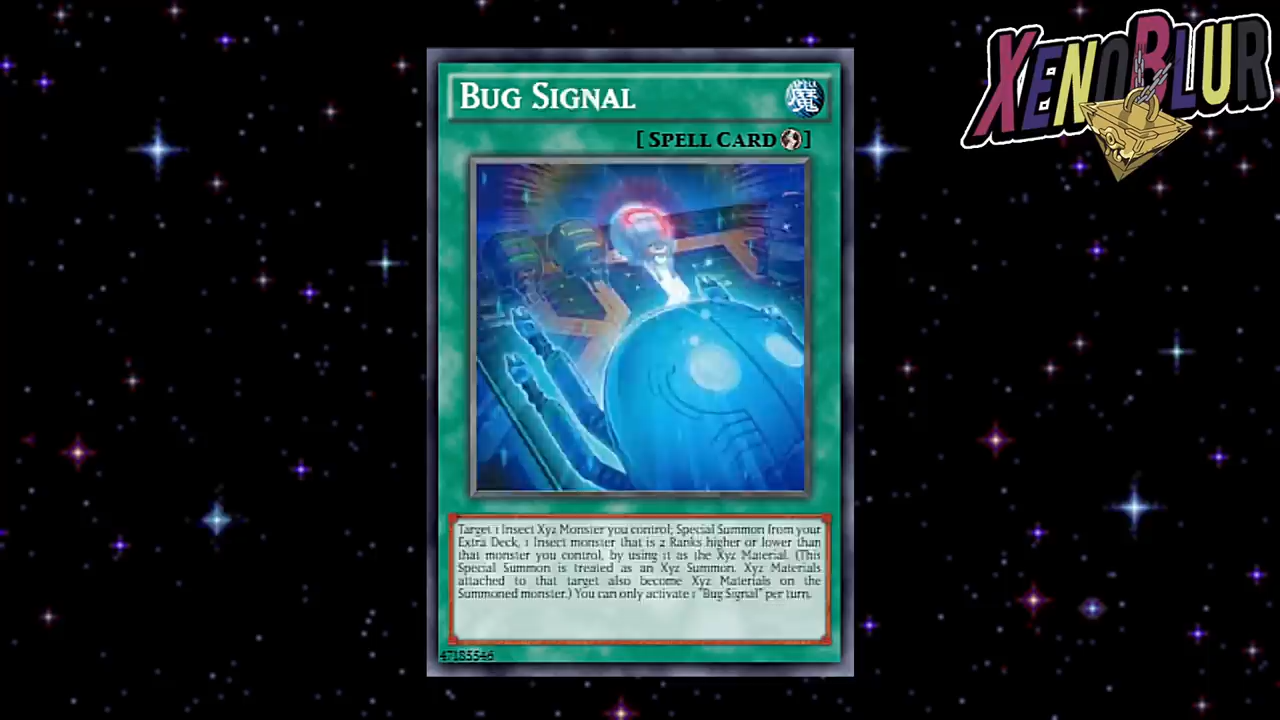 XENOBLUR
BUG SIGNAL
SPELL
魔
[ SPELL CARD ]
Target 1 Insect Xyz Monster you control; Special Summon from your
Extra Deck, 1 Insect monster that is 2 Ranks higher or lower than
that monster you control, by using it as the Xyz Material. (This
Special Summon is treated as an Xyz Summon. Xyz Materials
attached to that target also become Xyz Materials on the
Summoned monster.) You can only activate 1 "Bug Signal" per turn.
47185546